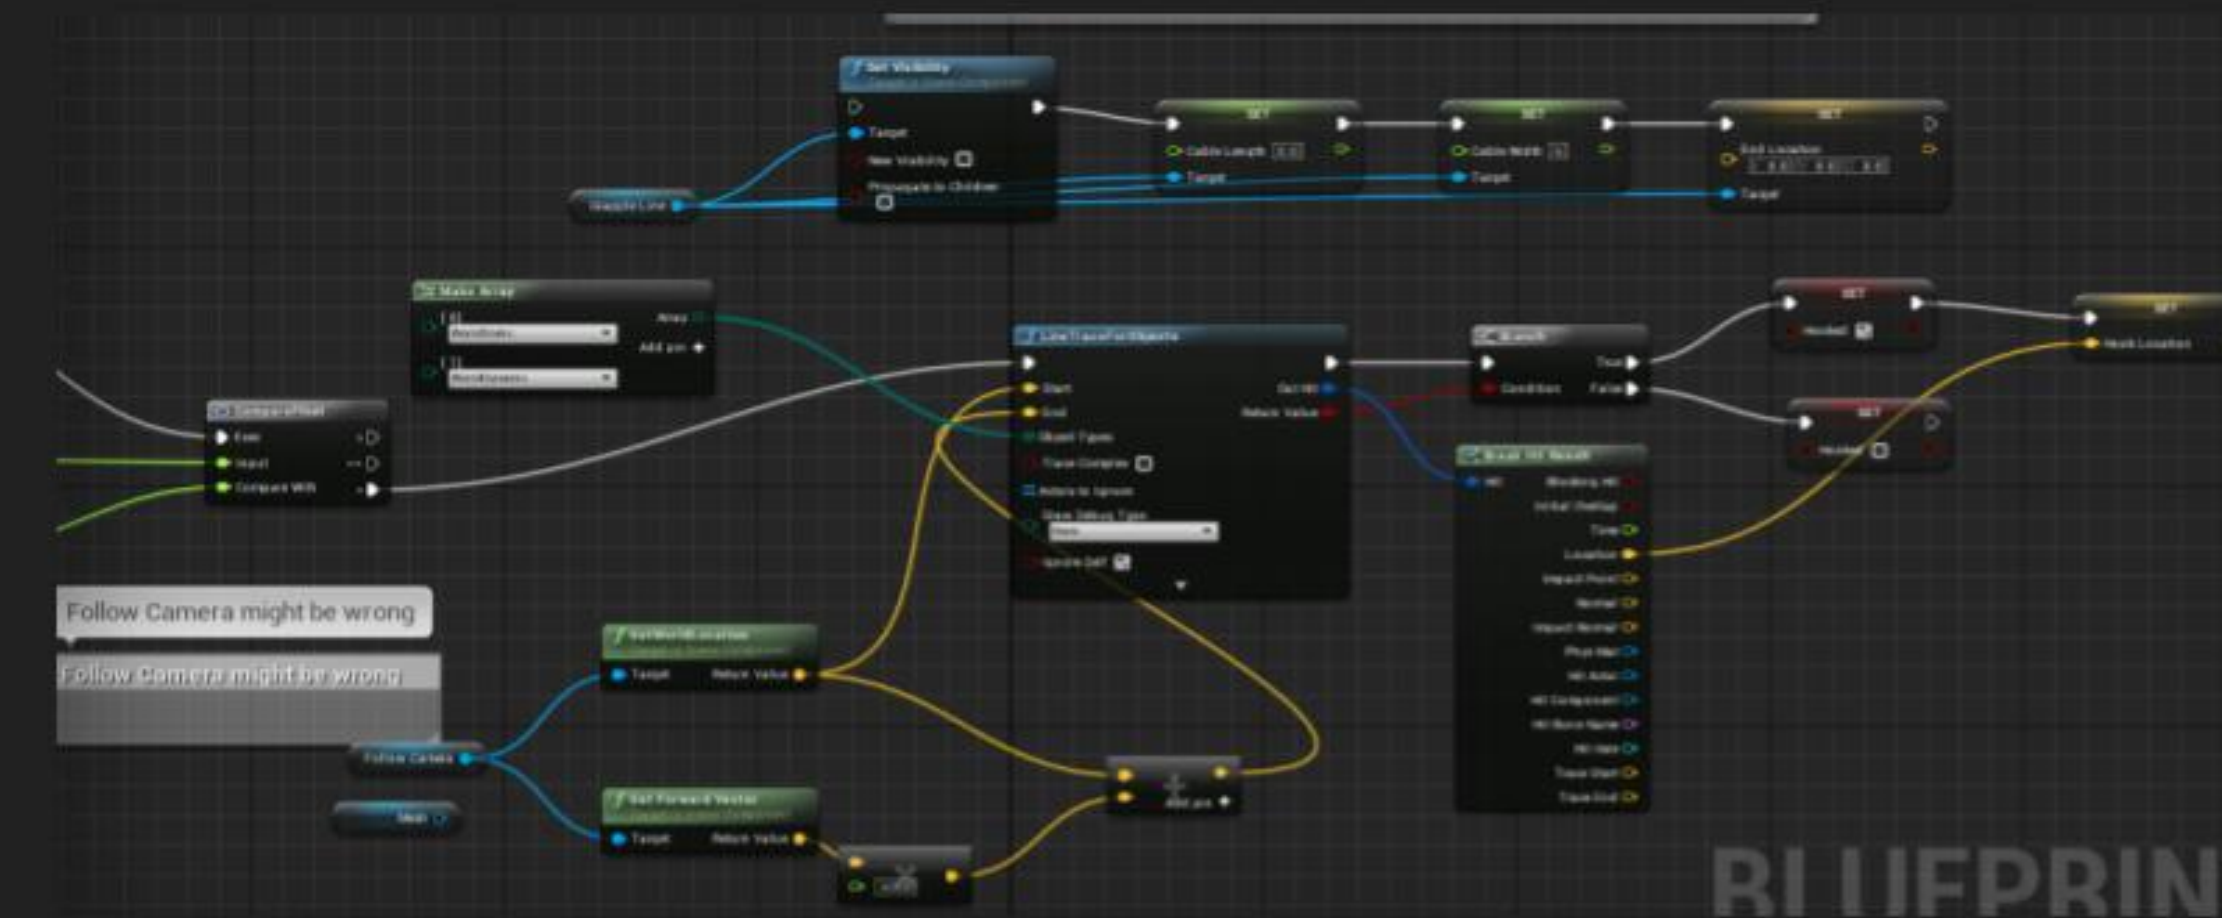 Set Visibility
Target
New Visibility
Propagate to Children
Grapple Line
SET
Cable Length
Target
SET
Cable Width
Target
SET
End Location
Target
Make Array
[0]
[1]
Array
Add pin +
CompareFloat
Exec
Input
Compare With
LineTraceForObjects
Start
End
Object Types
Trace Complex
Actors to Ignore
Draw Debug Type
None
Ignore Self
Out Hit
Return Value
Branch
Condition
True
False
SET
Hooked
SET
Hooked
SET
Hook Location
Break Hit Result
Hit
Blocking Hit
Initial Overlap
Time
Location
Impact Point
Normal
Impact Normal
Phys Mat
Hit Actor
Hit Component
Hit Bone Name
Hit Item
Trace Start
Trace End
Follow Camera might be wrong
Follow Camera might be wrong
Follow Camera
Mesh
GetWorldLocation
Target
Return Value
Get Forward Vector
Target
Return Value
Add pin +
BLUEPRIN